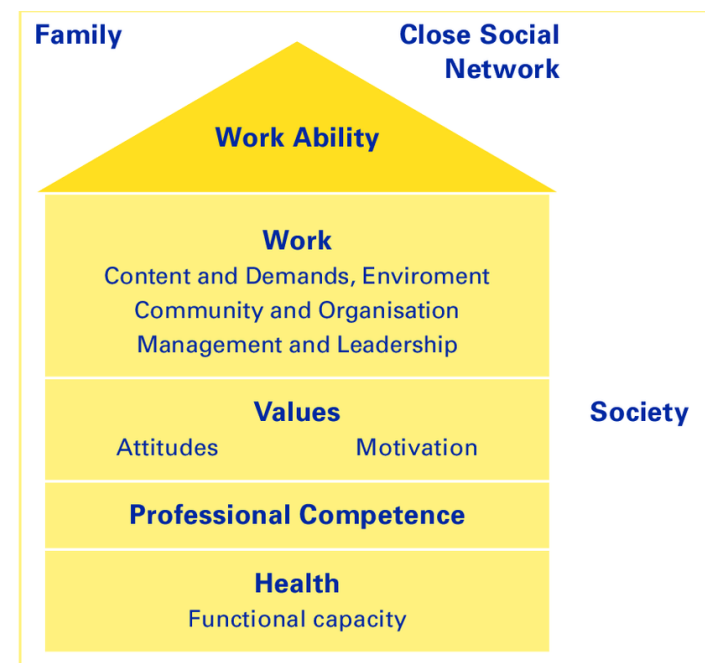 Family
Close Social
Network
Work Ability
Work
Content and Demands, Enviroment
Community and Organisation
Management and Leadership
Values
Attitudes Motivation
Society
Professional Competence
Health
Functional capacity